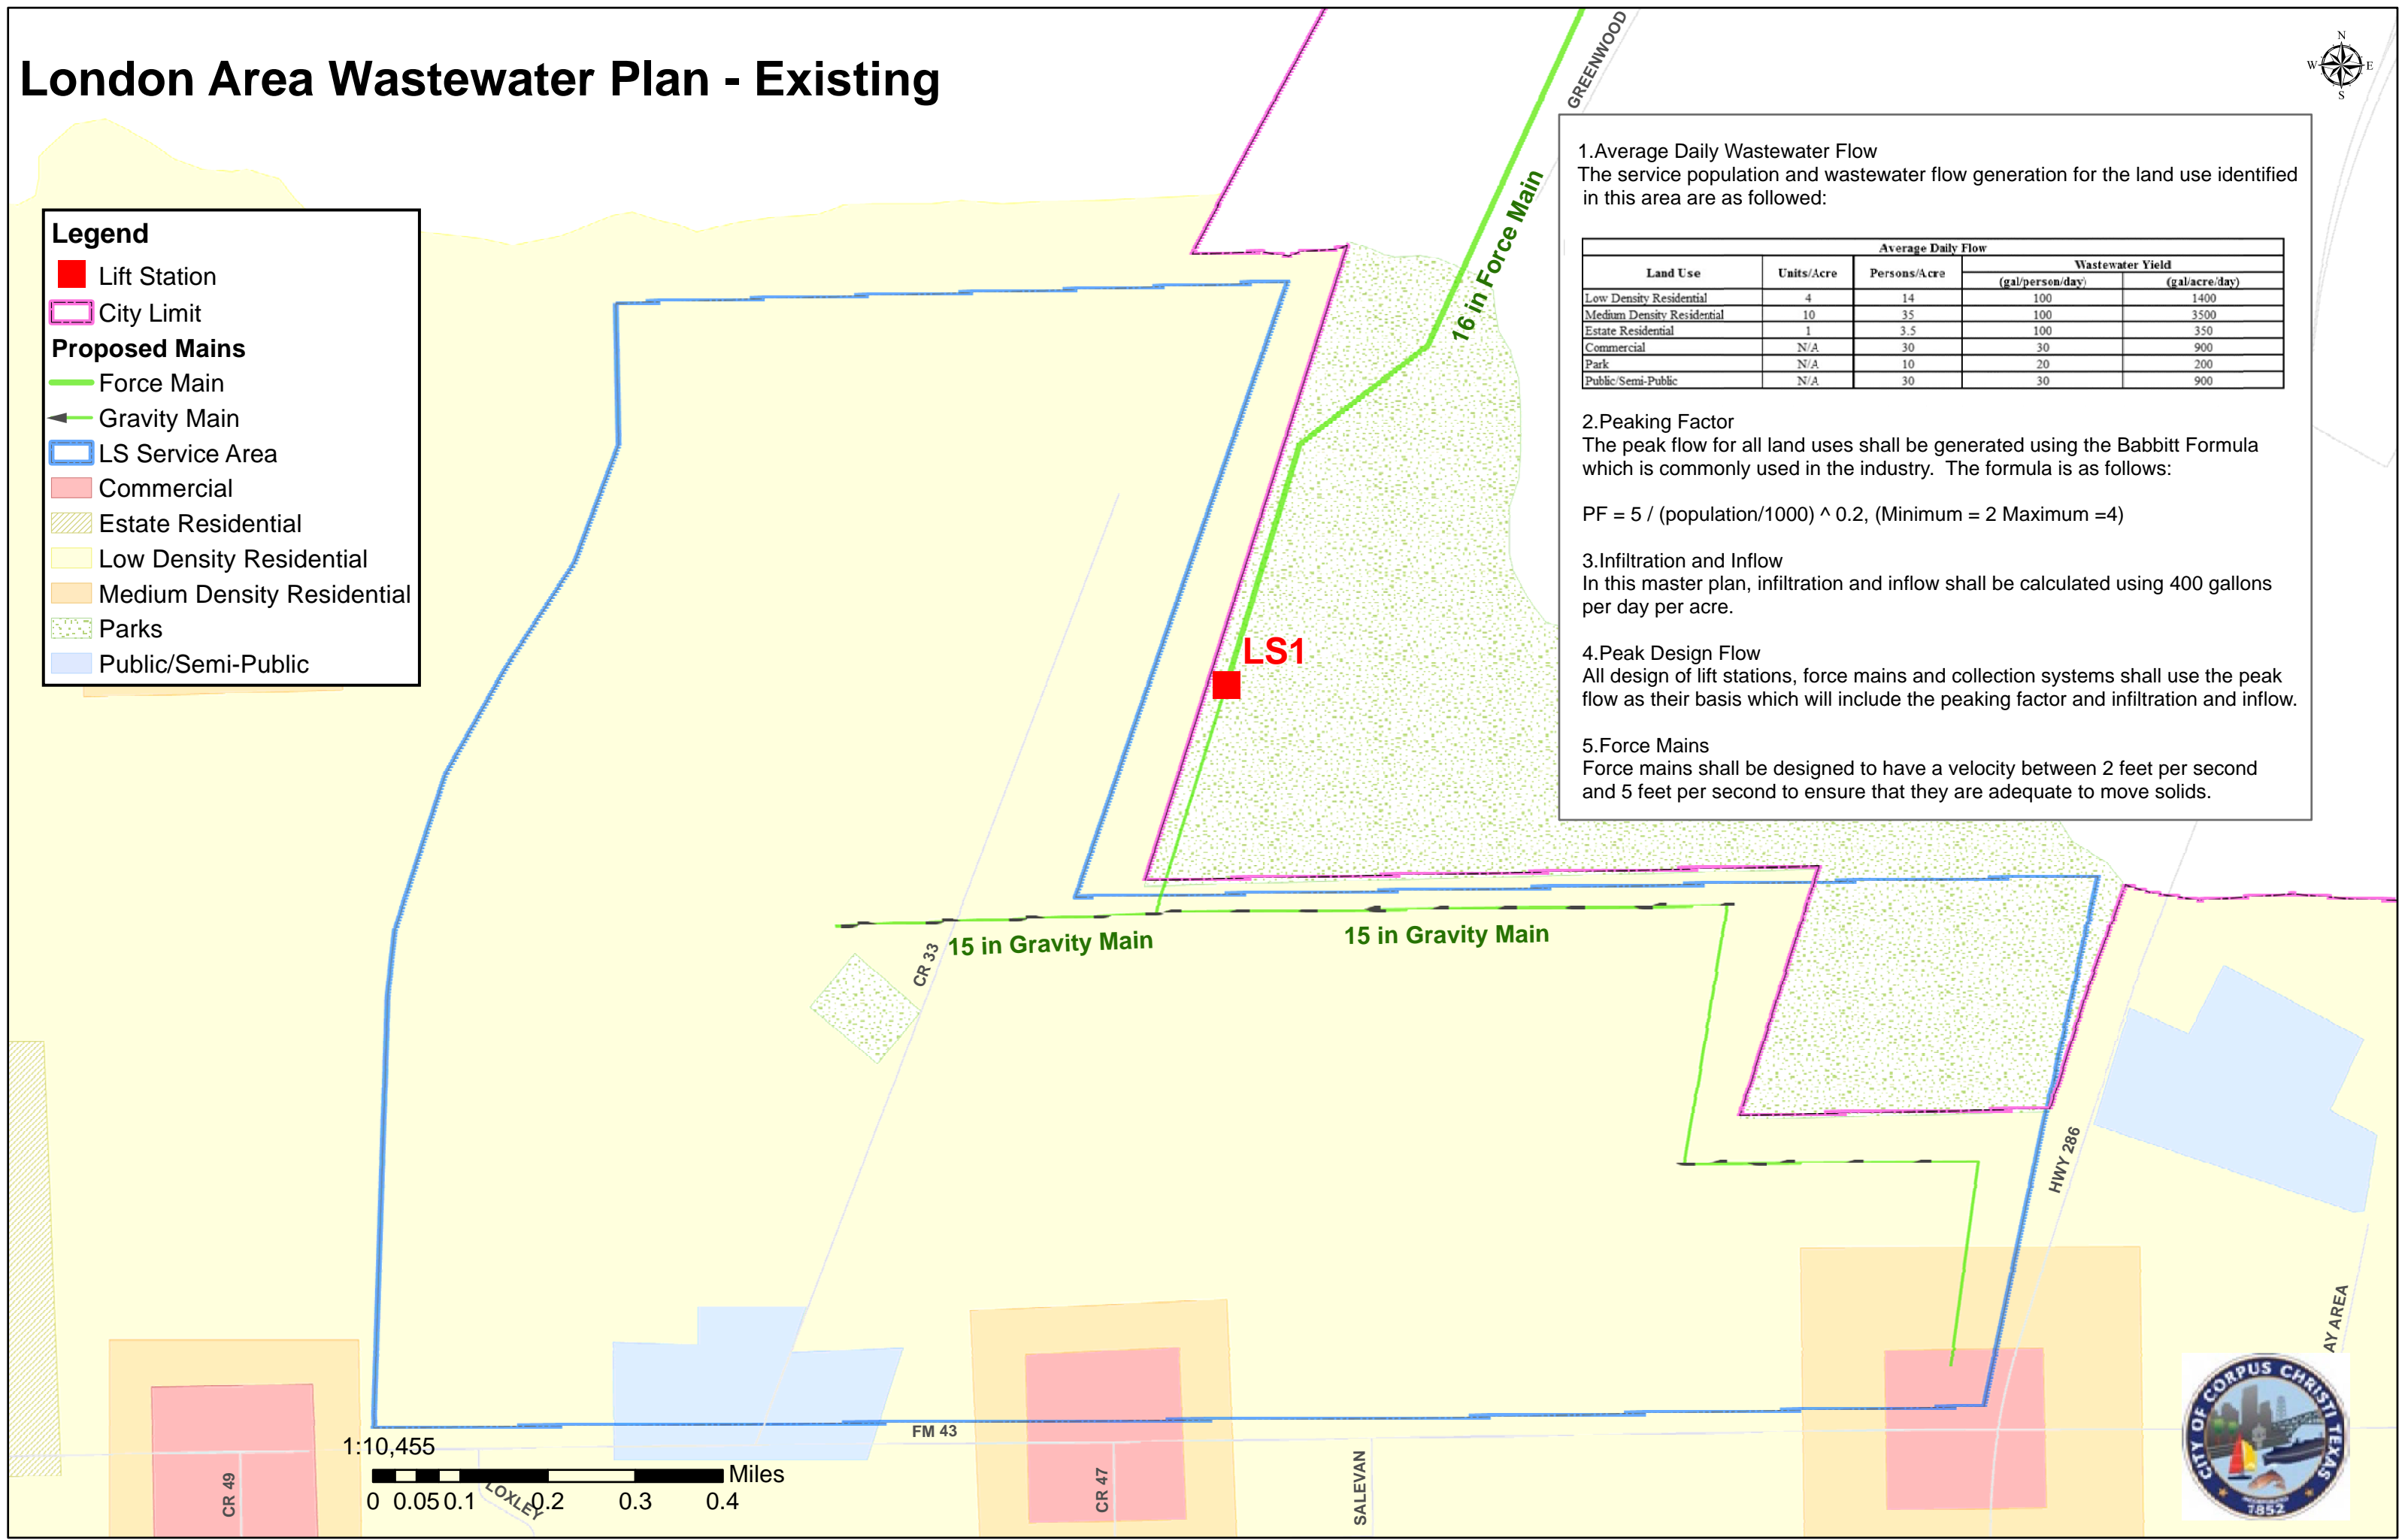 London Area Wastewater Plan - Existing
N
W
E
S
Legend
Lift Station
City Limit
Proposed Mains
Force Main
Gravity Main
LS Service Area
Commercial
Estate Residential
Low Density Residential
Medium Density Residential
Parks
Public/Semi-Public
GREENWOOD
16 in Force Main
LS1
15 in Gravity Main
15 in Gravity Main
CR 33
HWY 286
AY AREA
FM 43
CR 49
LOXLEY
CR 47
SALEVAN
1:10,455
Miles
0 0.05 0.1 0.2 0.3 0.4
1.Average Daily Wastewater Flow
The service population and wastewater flow generation for the land use identified
in this area are as followed:
Average Daily Flow
Land Use Units/Acre Persons/Acre Wastewater Yield
(gal/person/day) (gal/acre/day)
Low Density Residential 4 14 100 1400
Medium Density Residential 10 35 100 3500
Estate Residential 1 3.5 100 350
Commercial N/A 30 30 900
Park N/A 10 20 200
Public/Semi-Public N/A 30 30 900
2.Peaking Factor
The peak flow for all land uses shall be generated using the Babbitt Formula
which is commonly used in the industry. The formula is as follows:
PF = 5 / (population/1000) ^ 0.2, (Minimum = 2 Maximum =4)
3.Infiltration and Inflow
In this master plan, infiltration and inflow shall be calculated using 400 gallons
per day per acre.
4.Peak Design Flow
All design of lift stations, force mains and collection systems shall use the peak
flow as their basis which will include the peaking factor and infiltration and inflow.
5.Force Mains
Force mains shall be designed to have a velocity between 2 feet per second
and 5 feet per second to ensure that they are adequate to move solids.
CITY OF CORPUS CHRISTI TEXAS
INCORPORATED
1852